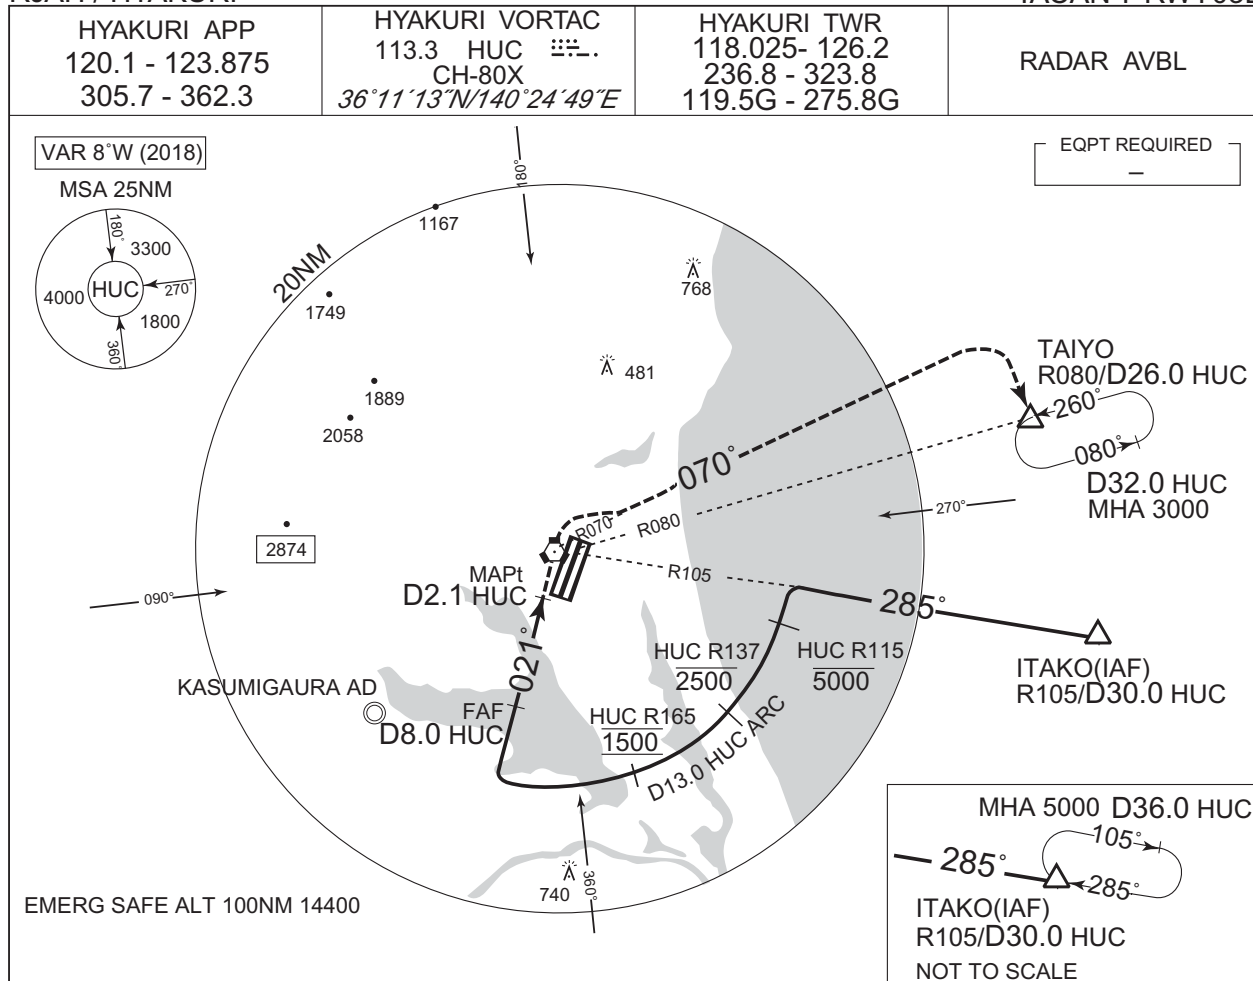 HYAKURI APP
120.1 - 123.875
305.7 - 362.3
HYAKURI VORTAC
113.3 HUC
CH-80X
36°11´13˝N/140°24´49˝E
HYAKURI TWR
118.025- 126.2
236.8 - 323.8
119.5G - 275.8G
RADAR AVBL
VAR 8°W (2018)
MSA 25NM
180°
3300
4000
HUC
270°
1800
360°
EQPT REQUIRED
–
180°
1167
20NM
1749
768
481
1889
2058
TAIYO
R080/D26.0 HUC
260°
080°
D32.0 HUC
MHA 3000
070°
R070
R080
270°
2874
R105
MAPt
D2.1 HUC
090°
285°
021°
HUC R137
2500
HUC R115
5000
ITAKO(IAF)
R105/D30.0 HUC
KASUMIGAURA AD
FAF
D8.0 HUC
HUC R165
1500
D13.0 HUC ARC
740
360°
EMERG SAFE ALT 100NM 14400
MHA 5000 D36.0 HUC
105°
285°
285°
ITAKO(IAF)
R105/D30.0 HUC
NOT TO SCALE